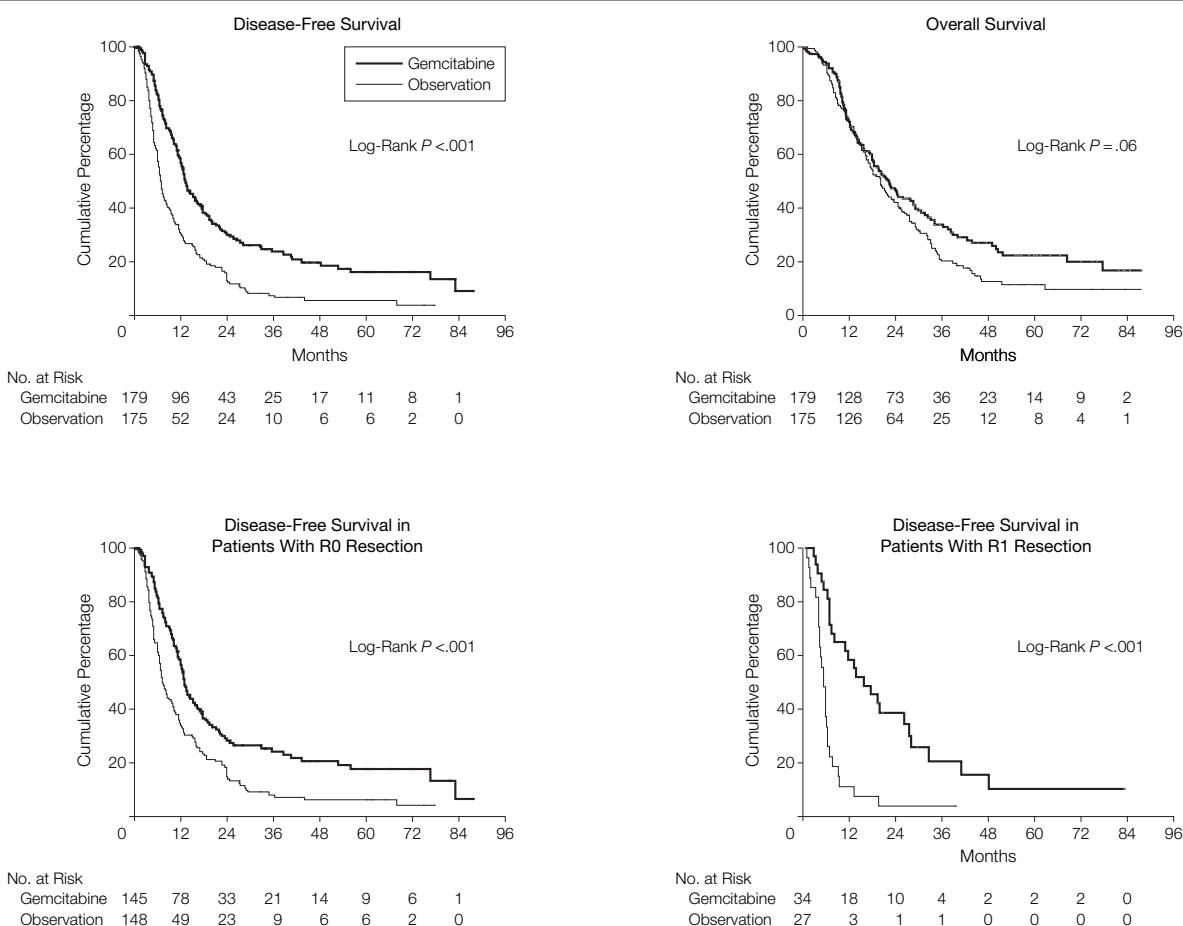 Disease-Free Survival
100
80
60
40
20
Cumulative Percentage
Gemcitabine
Observation
Log-Rank P <.001
0 12 24 36 48 60 72 84 96
Months
No. at Risk
Gemcitabine 179 96 43 25 17 11 8 1
Observation 175 52 24 10 6 6 2 0
Overall Survival
100
80
60
40
20
0
Cumulative Percentage
Log-Rank P = .06
0 12 24 36 48 60 72 84 96
Months
No. at Risk
Gemcitabine 179 128 73 36 23 14 9 2
Observation 175 126 64 25 12 8 4 1
Disease-Free Survival in
Patients With R0 Resection
100
80
60
40
20
Cumulative Percentage
Log-Rank P <.001
0 12 24 36 48 60 72 84 96
No. at Risk
Gemcitabine 145 78 33 21 14 9 6 1
Observation 148 49 23 9 6 6 2 0
Disease-Free Survival in
Patients With R1 Resection
100
80
60
40
20
Cumulative Percentage
Log-Rank P <.001
0 12 24 36 48 60 72 84 96
Months
No. at Risk
Gemcitabine 34 18 10 4 2 2 2 0
Observation 27 3 1 1 0 0 0 0